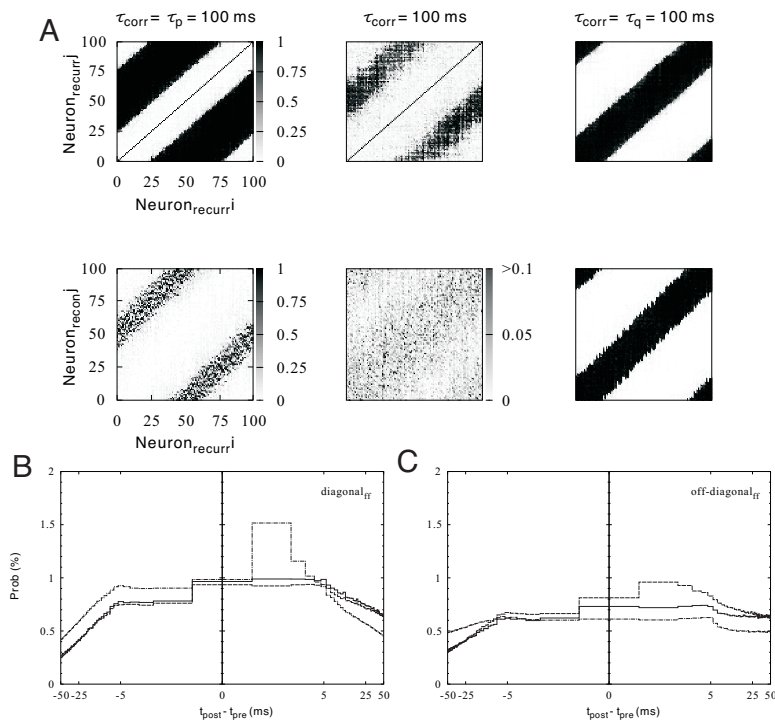 A
τcorr= τp = 100 ms
τcorr = 100 ms
τcorr= τq = 100 ms
Neuronrecurrj
100
75
50
25
0
0 25 50 75 100
Neuronrecurri
1
0.75
0.5
0.25
0
Neuronreconj
100
75
50
25
0
0 25 50 75 100
Neuronrecurri
1
0.75
0.5
0.25
0
>0.1
0.05
0
B
diagonalff
Prob (%)
2
1.5
1
0.5
0
-50 -25 -5 0 5 25 50
tpost - tpre (ms)
C
off-diagonalff
2
1.5
1
0.5
0
-50 -25 -5 0 5 25 50
tpost - tpre (ms)